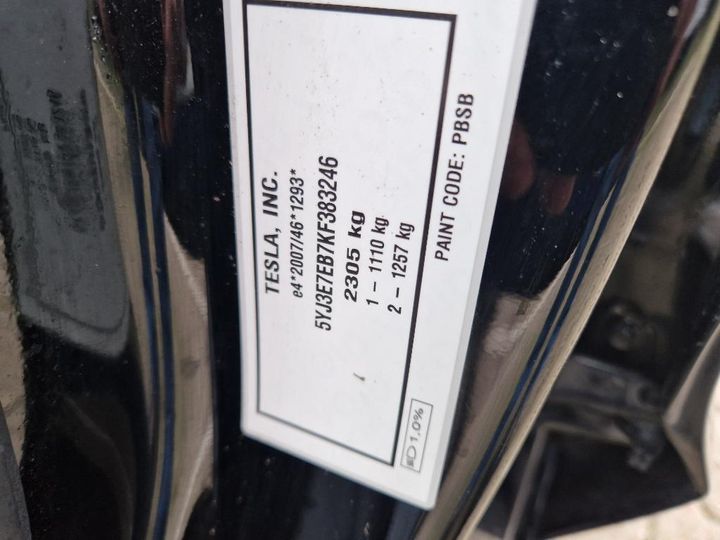 TESLA, INC.
e4*2007/46*1293*
5YJ3E7EB7KF383246
2305 kg
1 - 1110 kg
2 - 1257 kg
PAINT CODE: PBSB
1.0%